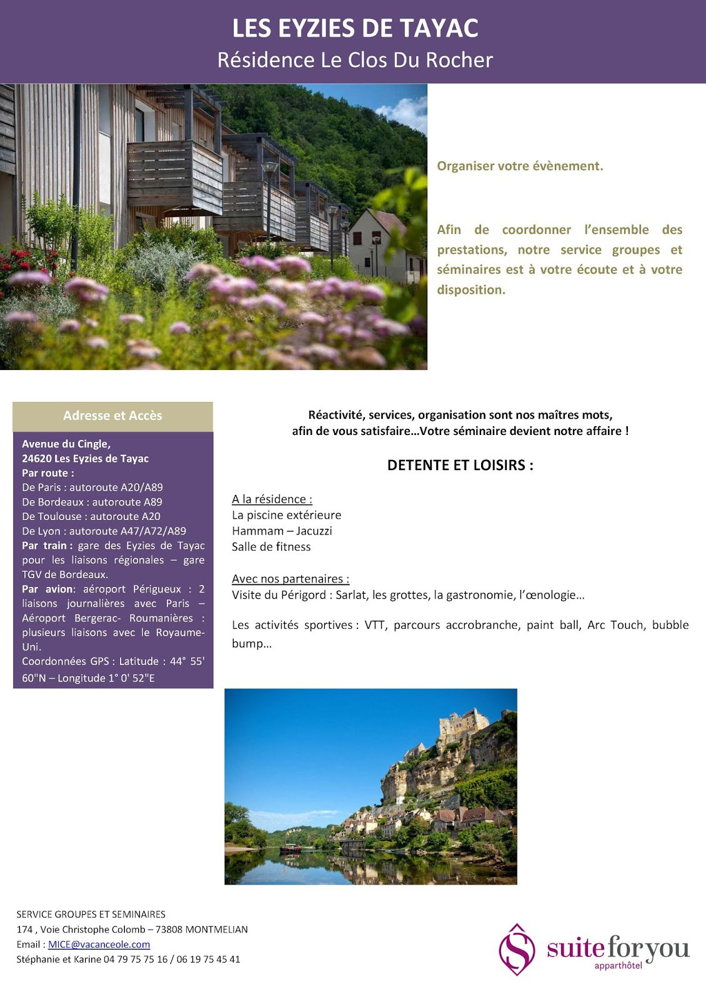 LES EYZIES DE TAYAC
Résidence Le Clos Du Rocher
Organiser votre évènement.
Afin de coordonner l’ensemble des
prestations, notre service groupes et
séminaires est à votre écoute et à votre
disposition.
Adresse et Accès
Avenue du Cingle,
24620 Les Eyzies de Tayac
Par route :
De Paris : autoroute A20/A89
De Bordeaux : autoroute A89
De Toulouse : autoroute A20
De Lyon : autoroute A47/A72/A89
Par train : gare des Eyzies de Tayac
pour les liaisons régionales – gare
TGV de Bordeaux.
Par avion: aéroport Périgueux : 2
liaisons journalières avec Paris –
Aéroport Bergerac- Roumanières :
plusieurs liaisons avec le Royaume-
Uni.
Coordonnées GPS : Latitude : 44° 55'
60"N – Longitude 1° 0' 52"E
Réactivité, services, organisation sont nos maîtres mots,
afin de vous satisfaire…Votre séminaire devient notre affaire !
DETENTE ET LOISIRS :
A la résidence :
La piscine extérieure
Hammam – Jacuzzi
Salle de fitness
Avec nos partenaires :
Visite du Périgord : Sarlat, les grottes, la gastronomie, l’œnologie…
Les activités sportives : VTT, parcours accrobranche, paint ball, Arc Touch, bubble
bump…
SERVICE GROUPES ET SEMINAIRES
174 , Voie Christophe Colomb – 73808 MONTMELIAN
Email : MICE@vacanceole.com
Stéphanie et Karine 04 79 75 75 16 / 06 19 75 45 41
suite for you
apparthôtel